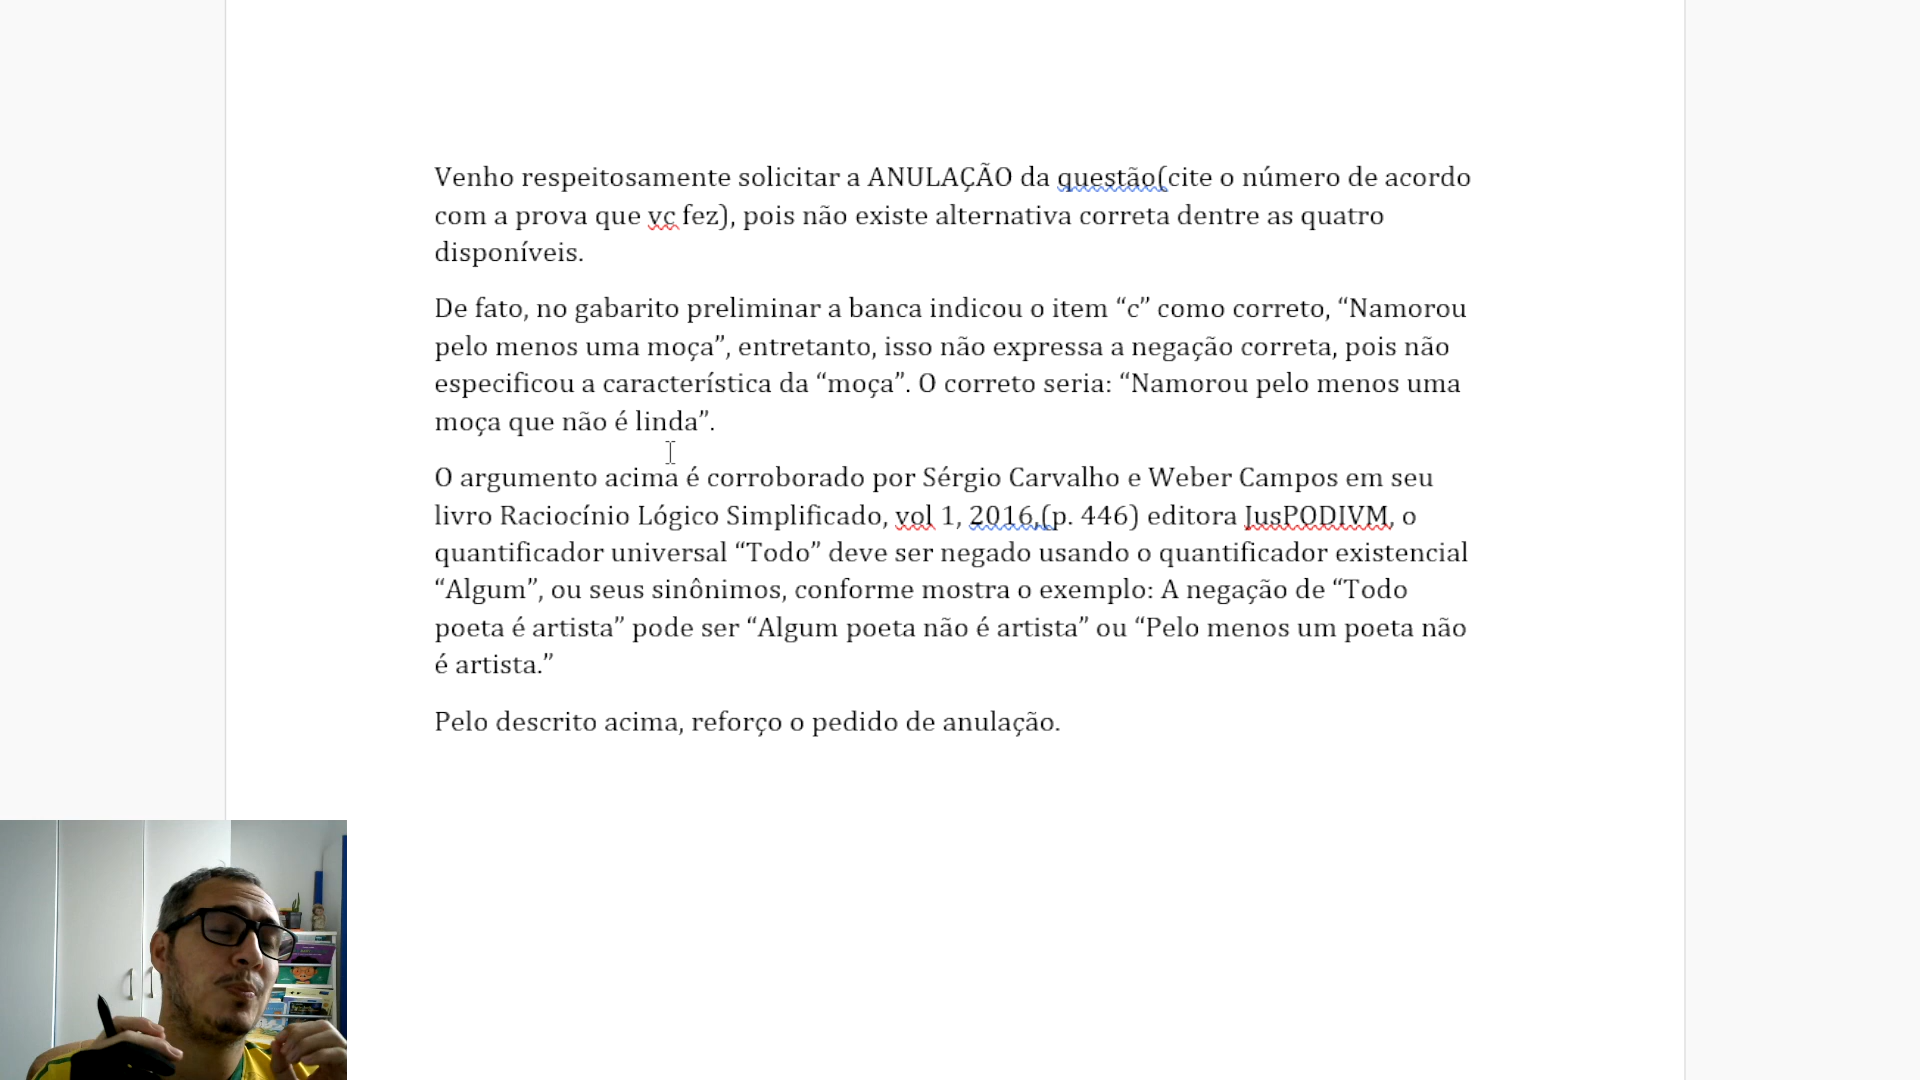 Venho respeitosamente solicitar a ANULAÇÃO da questão(cite o número de acordo
com a prova que vc fez), pois não existe alternativa correta dentre as quatro
disponíveis.
De fato, no gabarito preliminar a banca indicou o item “c” como correto, “Namorou
pelo menos uma moça”, entretanto, isso não expressa a negação correta, pois não
especificou a característica da “moça”. O correto seria: “Namorou pelo menos uma
moça que não é linda”.
O argumento acima é corroborado por Sérgio Carvalho e Weber Campos em seu
livro Raciocínio Lógico Simplificado, vol 1, 2016,(p. 446) editora JusPODIVM, o
quantificador universal “Todo” deve ser negado usando o quantificador existencial
“Algum”, ou seus sinônimos, conforme mostra o exemplo: A negação de “Todo
poeta é artista” pode ser “Algum poeta não é artista” ou “Pelo menos um poeta não
é artista.”
Pelo descrito acima, reforço o pedido de anulação.